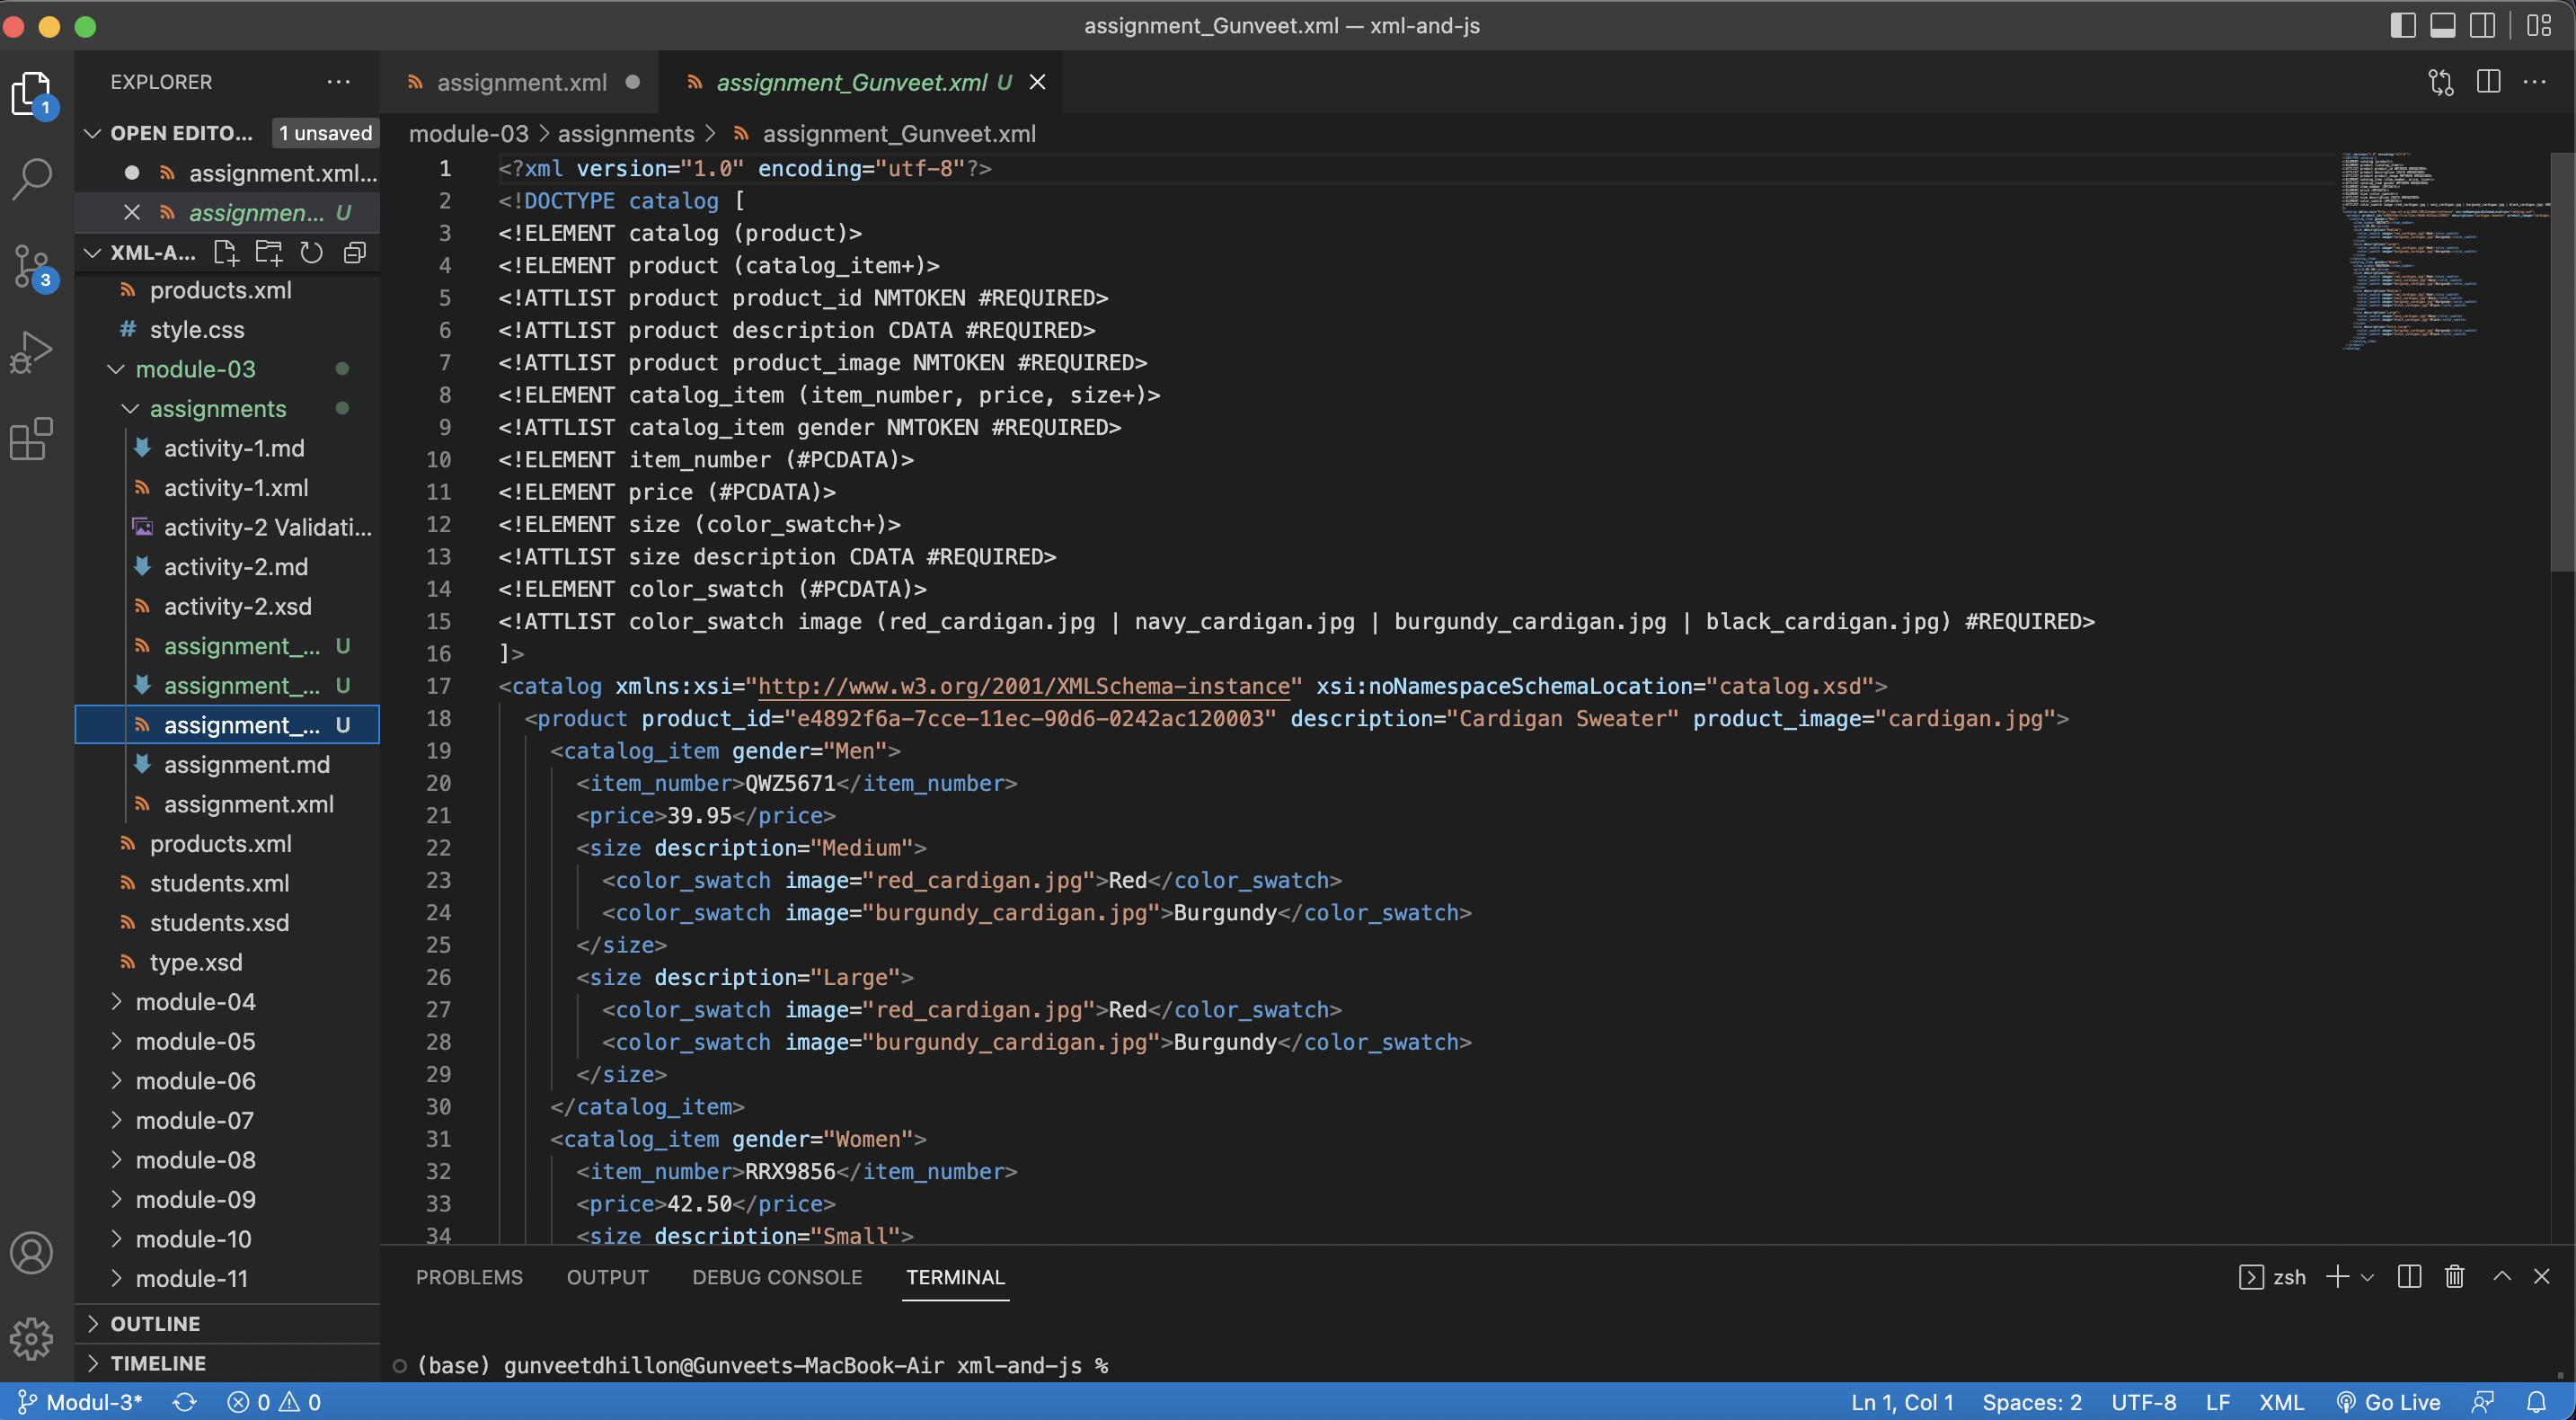 assignment_Gunveet.xml — xml-and-js
EXPLORER
OPEN EDITO... 1 unsaved
assignment.xml...
assignmen... U
XML-A...
products.xml
style.css
module-03
assignments
activity-1.md
activity-1.xml
activity-2 Validati...
activity-2.md
activity-2.xsd
assignment_... U
assignment_... U
assignment_... U
assignment.md
assignment.xml
products.xml
students.xml
students.xsd
type.xsd
module-04
module-05
module-06
module-07
module-08
module-09
module-10
module-11
OUTLINE
TIMELINE
1
3
assignment.xml
assignment_Gunveet.xml U
module-03 > assignments > assignment_Gunveet.xml
1 <?xml version="1.0" encoding="utf-8"?>
2 <!DOCTYPE catalog [
3 <!ELEMENT catalog (product)>
4 <!ELEMENT product (catalog_item+)>
5 <!ATTLIST product product_id NMTOKEN #REQUIRED>
6 <!ATTLIST product description CDATA #REQUIRED>
7 <!ATTLIST product product_image NMTOKEN #REQUIRED>
8 <!ELEMENT catalog_item (item_number, price, size+)>
9 <!ATTLIST catalog_item gender NMTOKEN #REQUIRED>
10 <!ELEMENT item_number (#PCDATA)>
11 <!ELEMENT price (#PCDATA)>
12 <!ELEMENT size (color_swatch+)>
13 <!ATTLIST size description CDATA #REQUIRED>
14 <!ELEMENT color_swatch (#PCDATA)>
15 <!ATTLIST color_swatch image (red_cardigan.jpg | navy_cardigan.jpg | burgundy_cardigan.jpg | black_cardigan.jpg) #REQUIRED>
16 ]>
17 <catalog xmlns:xsi="http://www.w3.org/2001/XMLSchema-instance" xsi:noNamespaceSchemaLocation="catalog.xsd">
18 <product product_id="e4892f6a-7cce-11ec-90d6-0242ac120003" description="Cardigan Sweater" product_image="cardigan.jpg">
19 <catalog_item gender="Men">
20 <item_number>QWZ5671</item_number>
21 <price>39.95</price>
22 <size description="Medium">
23 <color_swatch image="red_cardigan.jpg">Red</color_swatch>
24 <color_swatch image="burgundy_cardigan.jpg">Burgundy</color_swatch>
25 </size>
26 <size description="Large">
27 <color_swatch image="red_cardigan.jpg">Red</color_swatch>
28 <color_swatch image="burgundy_cardigan.jpg">Burgundy</color_swatch>
29 </size>
30 </catalog_item>
31 <catalog_item gender="Women">
32 <item_number>RRX9856</item_number>
33 <price>42.50</price>
34 <size description="Small">
PROBLEMS OUTPUT DEBUG CONSOLE TERMINAL zsh
(base) gunveetdhillon@Gunveets-MacBook-Air xml-and-js %
Modul-3* 0 0 Ln 1, Col 1 Spaces: 2 UTF-8 LF XML Go Live